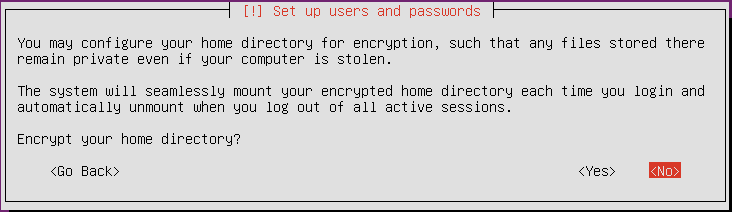 [!] Set up users and passwords
You may configure your home directory for encryption, such that any files stored there
remain private even if your computer is stolen.
The system will seamlessly mount your encrypted home directory each time you login and
automatically unmount when you log out of all active sessions.
Encrypt your home directory?
<Go Back> <Yes> <No>